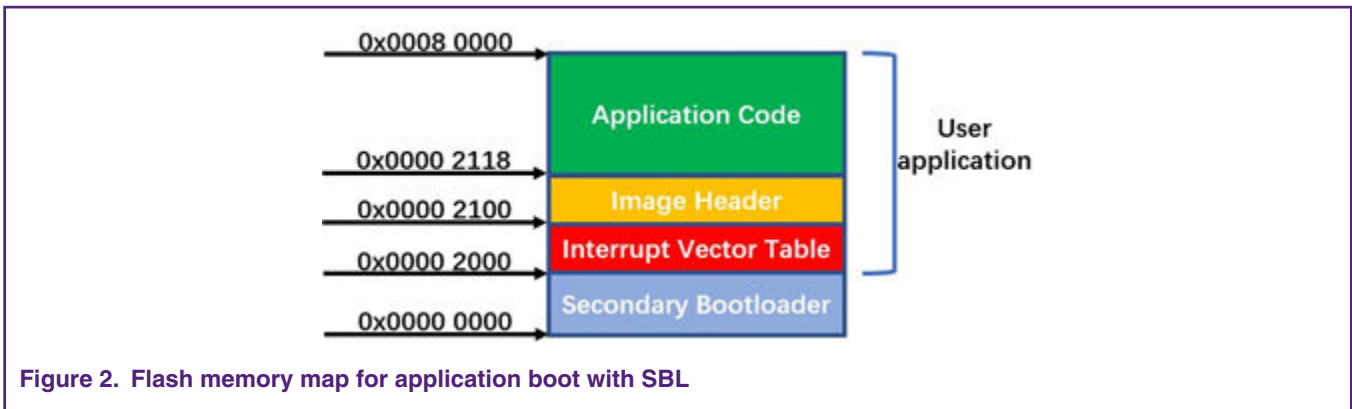 0x0008 0000
Application Code
User
application
0x0000 2118
Image Header
0x0000 2100
Interrupt Vector Table
0x0000 2000
Secondary Bootloader
0x0000 0000
Figure 2. Flash memory map for application boot with SBL